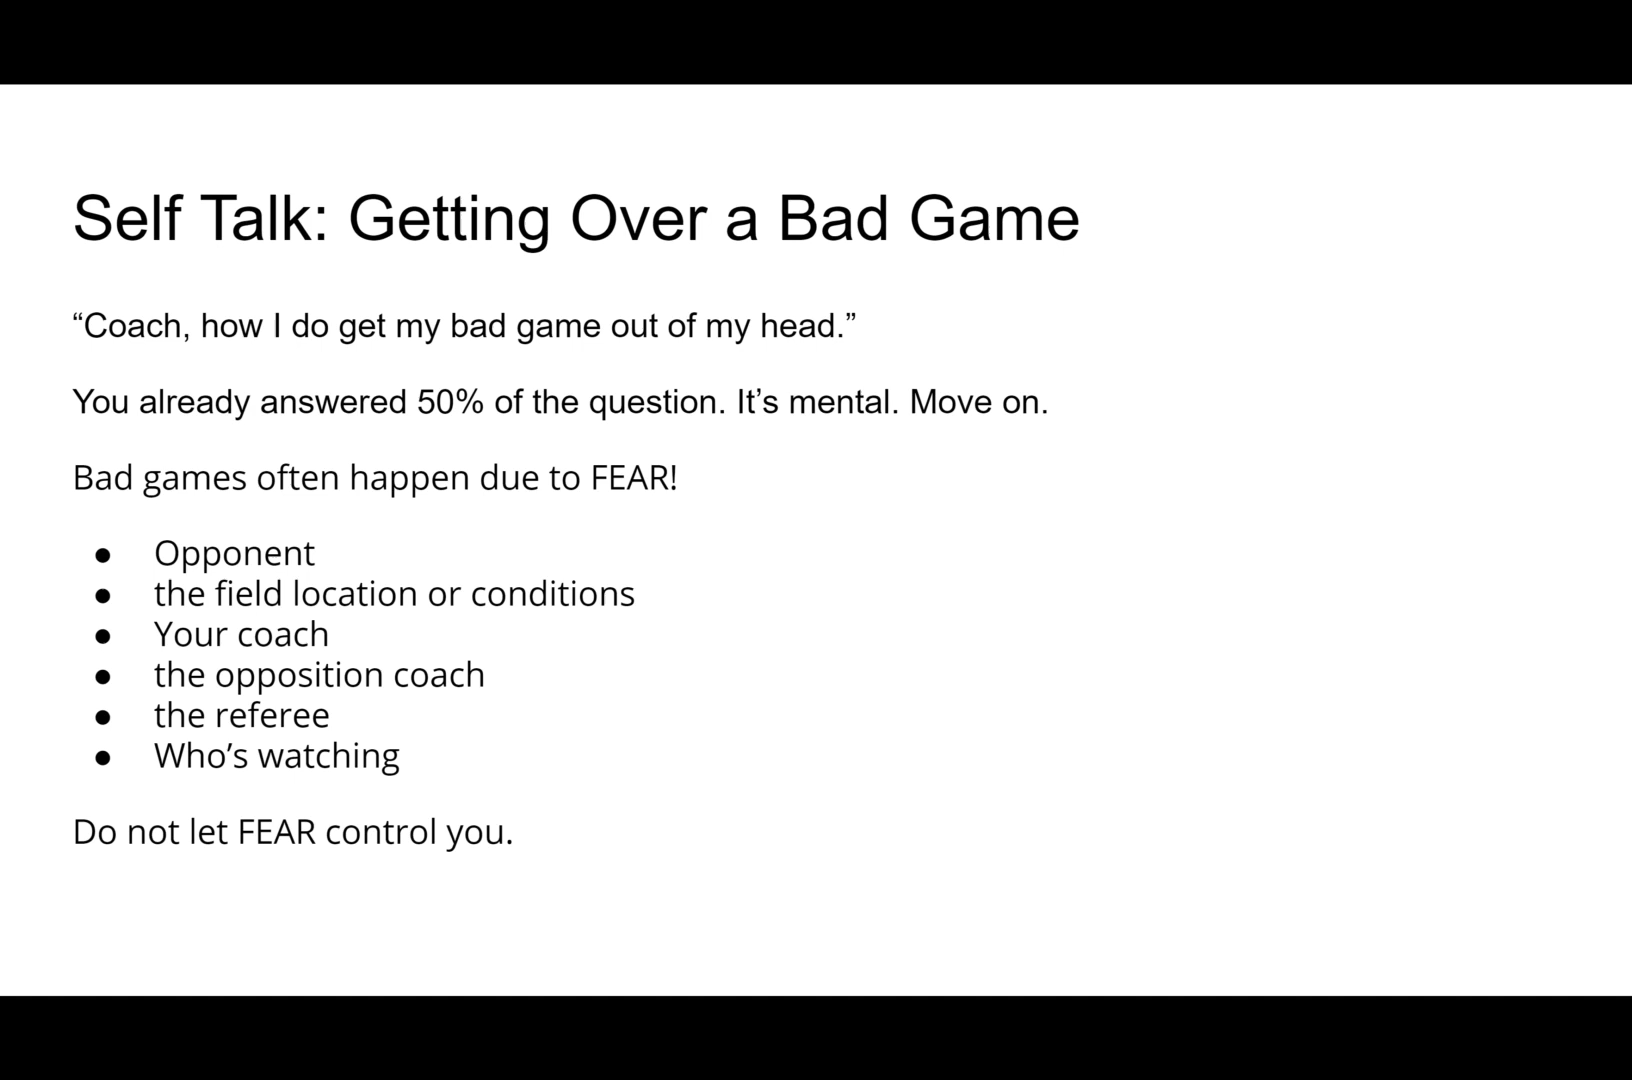 Self Talk: Getting Over a Bad Game
“Coach, how I do get my bad game out of my head.”
You already answered 50% of the question. It’s mental. Move on.
Bad games often happen due to FEAR!
● Opponent
● the field location or conditions
● Your coach
● the opposition coach
● the referee
● Who’s watching
Do not let FEAR control you.